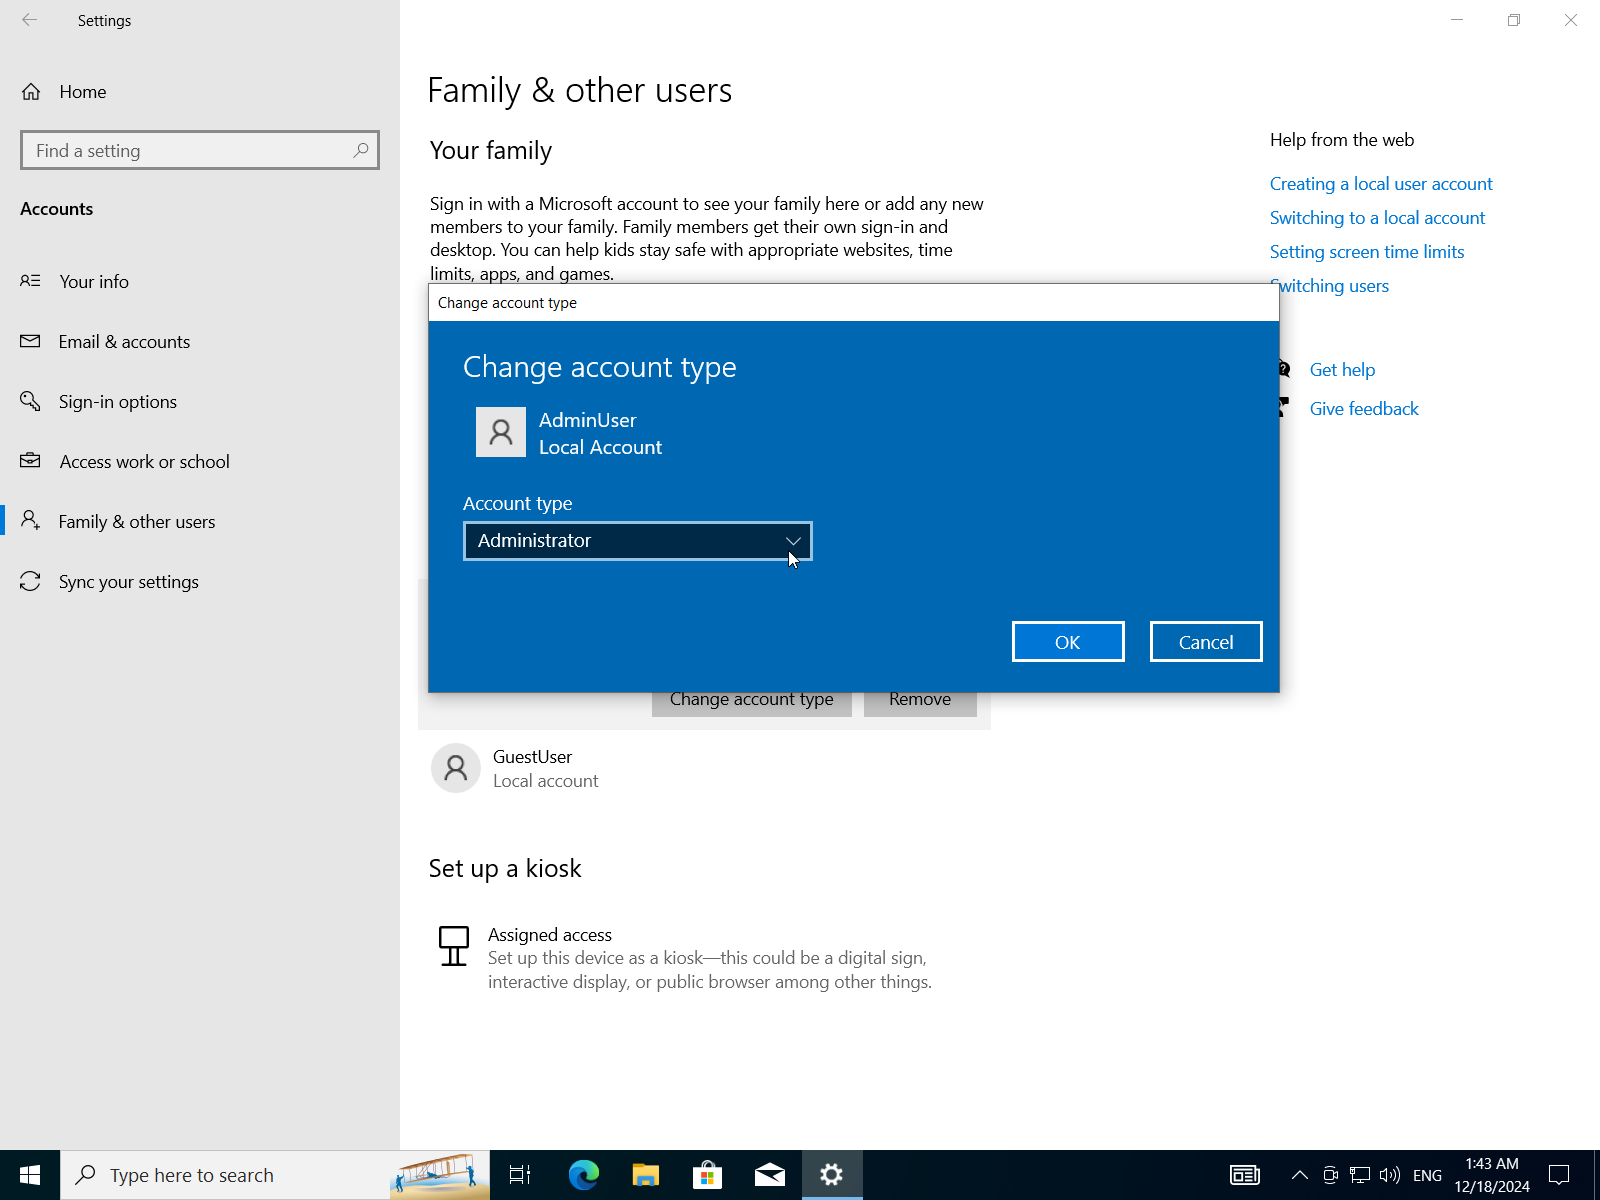 Settings
Home
Find a setting
Accounts
Your info
Email & accounts
Sign-in options
Access work or school
Family & other users
Sync your settings
Family & other users
Your family
Sign in with a Microsoft account to see your family here or add any new
members to your family. Family members get their own sign-in and
desktop. You can help kids stay safe with appropriate websites, time
limits, apps, and games.
Change account type
Change account type
AdminUser
Local Account
Account type
Administrator
OK
Cancel
Change account type
Remove
GuestUser
Local account
Set up a kiosk
Assigned access
Set up this device as a kiosk—this could be a digital sign,
interactive display, or public browser among other things.
Help from the web
Creating a local user account
Switching to a local account
Setting screen time limits
Switching users
Get help
Give feedback
Type here to search
ENG
1:43 AM
12/18/2024